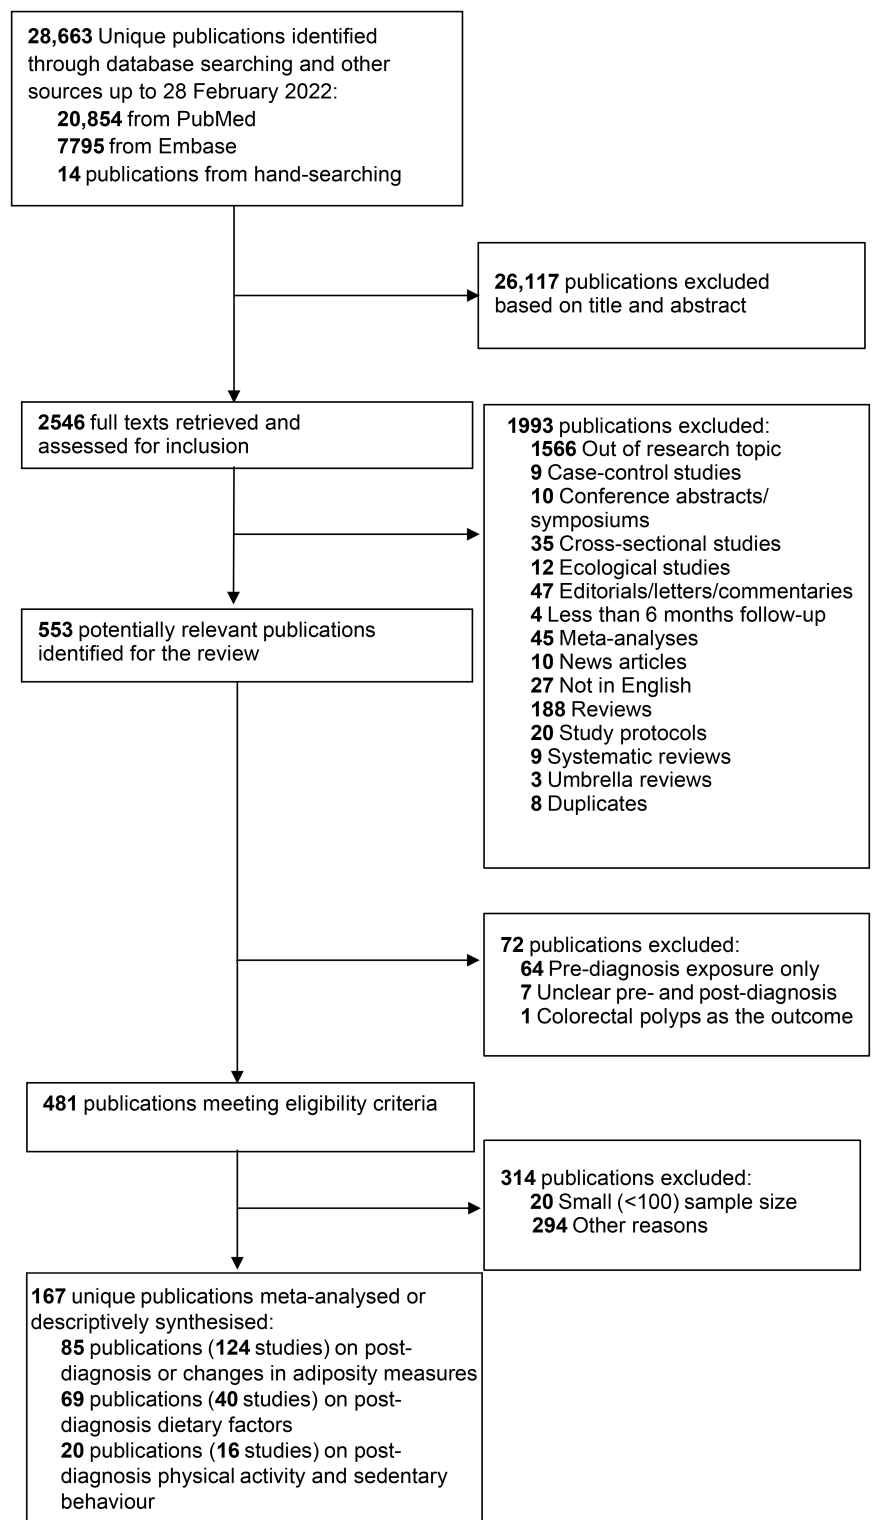 28,663 Unique publications identified
through database searching and other
sources up to 28 February 2022:
20,854 from PubMed
7795 from Embase
14 publications from hand-searching
26,117 publications excluded
based on title and abstract
2546 full texts retrieved and
assessed for inclusion
1993 publications excluded:
1566 Out of research topic
9 Case-control studies
10 Conference abstracts/
symposiums
35 Cross-sectional studies
12 Ecological studies
47 Editorials/letters/commentaries
4 Less than 6 months follow-up
45 Meta-analyses
10 News articles
27 Not in English
188 Reviews
20 Study protocols
9 Systematic reviews
3 Umbrella reviews
8 Duplicates
553 potentially relevant publications
identified for the review
72 publications excluded:
64 Pre-diagnosis exposure only
7 Unclear pre- and post-diagnosis
1 Colorectal polyps as the outcome
481 publications meeting eligibility criteria
314 publications excluded:
20 Small (<100) sample size
294 Other reasons
167 unique publications meta-analysed or
descriptively synthesised:
85 publications (124 studies) on post-
diagnosis or changes in adiposity measures
69 publications (40 studies) on post-
diagnosis dietary factors
20 publications (16 studies) on post-
diagnosis physical activity and sedentary
behaviour